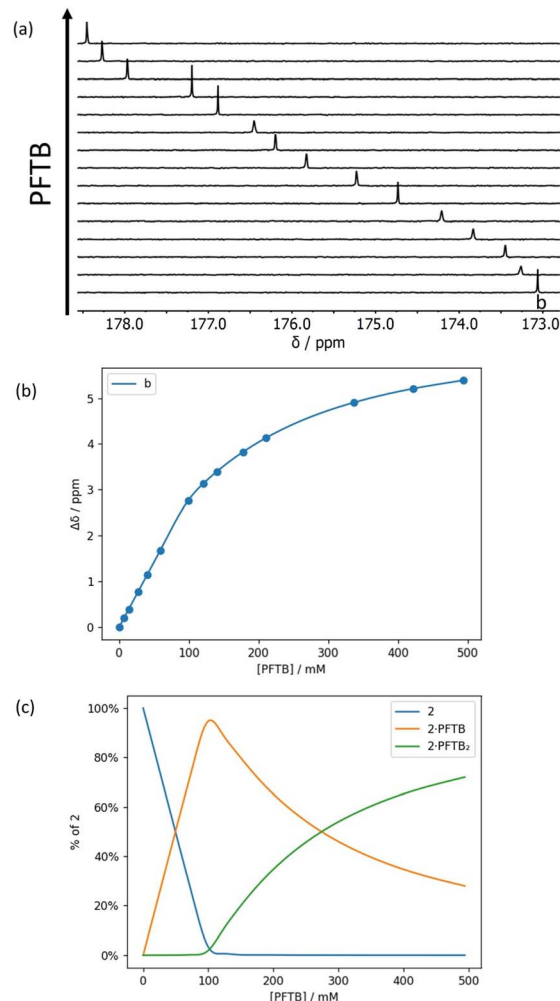 (a)
PFTB
b
178.0 177.0 176.0 175.0 174.0 173.0
δ / ppm
(b)
b
5
4
3
2
1
0
Δδ / ppm
0 100 200 300 400 500
[PFTB] / mM
(c)
2
2·PFTB
2·PFTB₂
100%
80%
60%
40%
20%
0%
% of 2
0 100 200 300 400 500
[PFTB] / mM